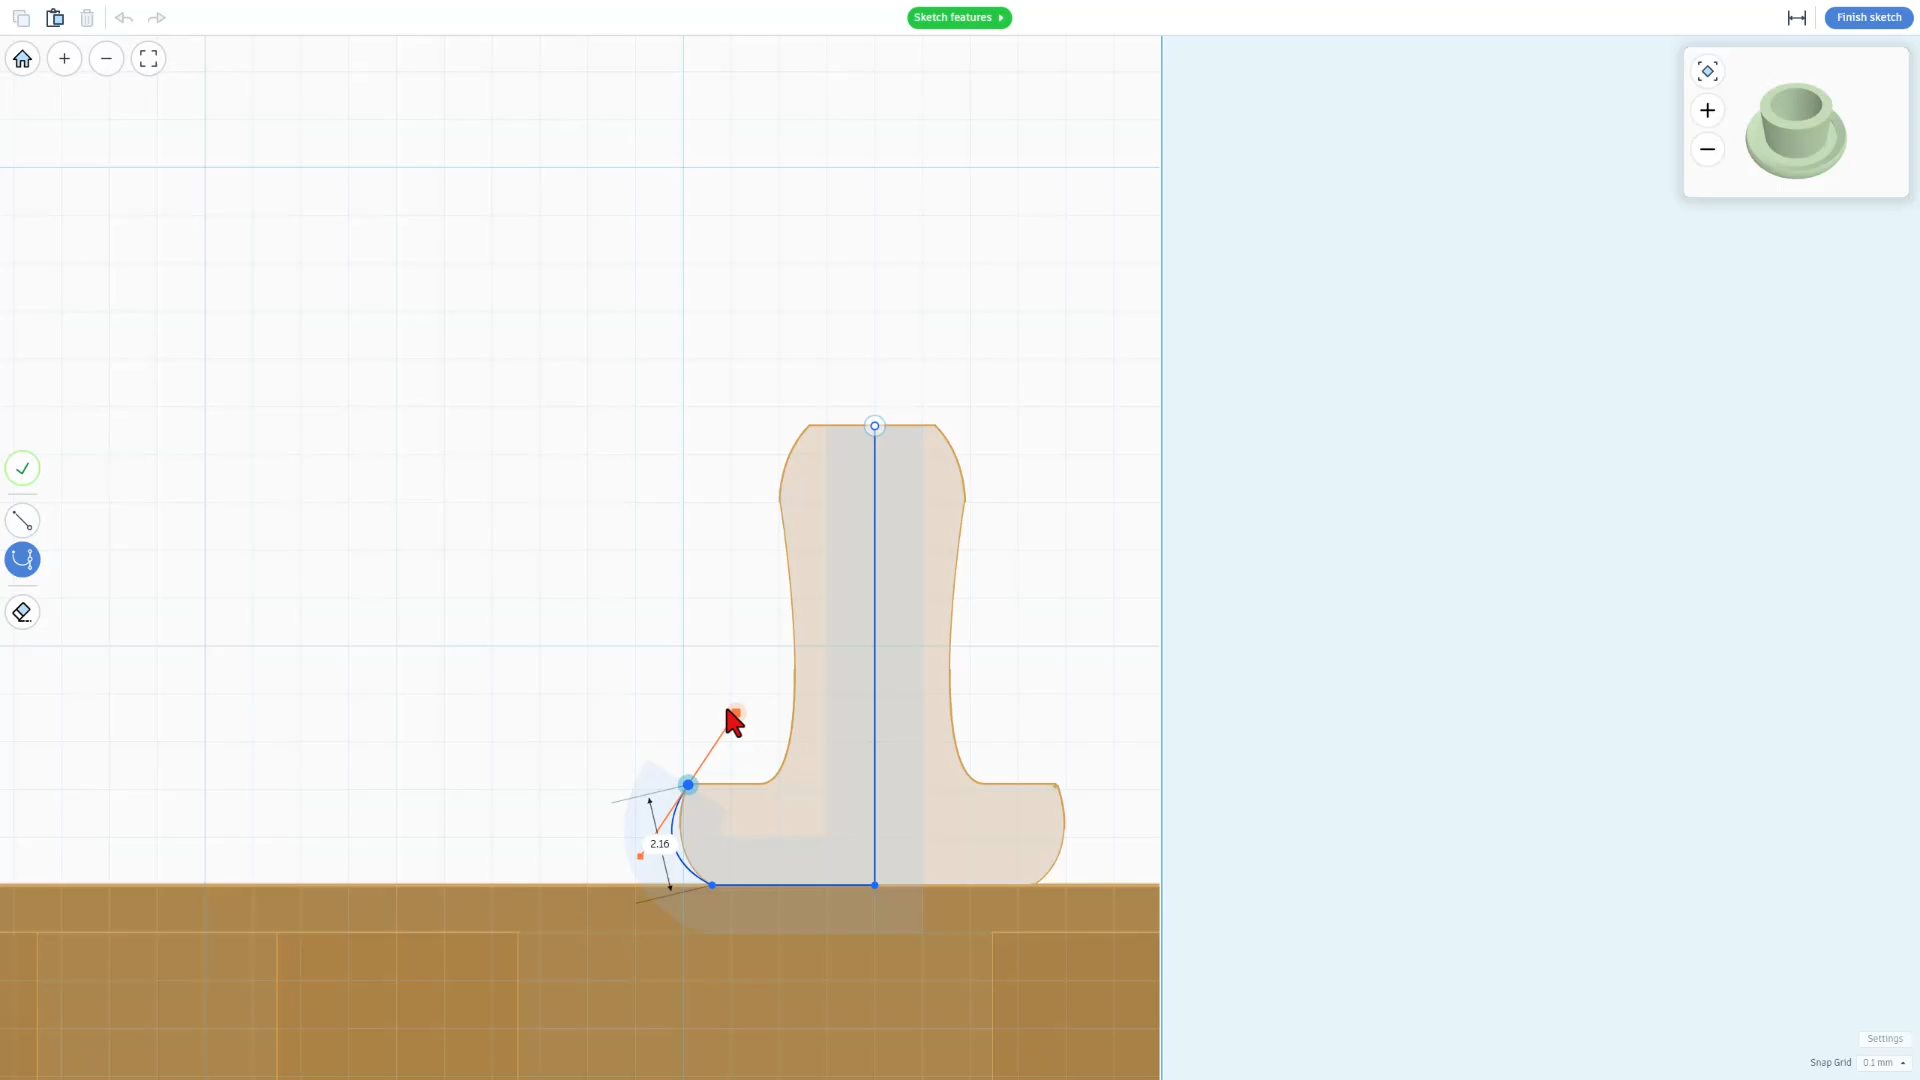 Sketch features
Finish sketch
2.16
Settings
Snap Grid 0.1 mm